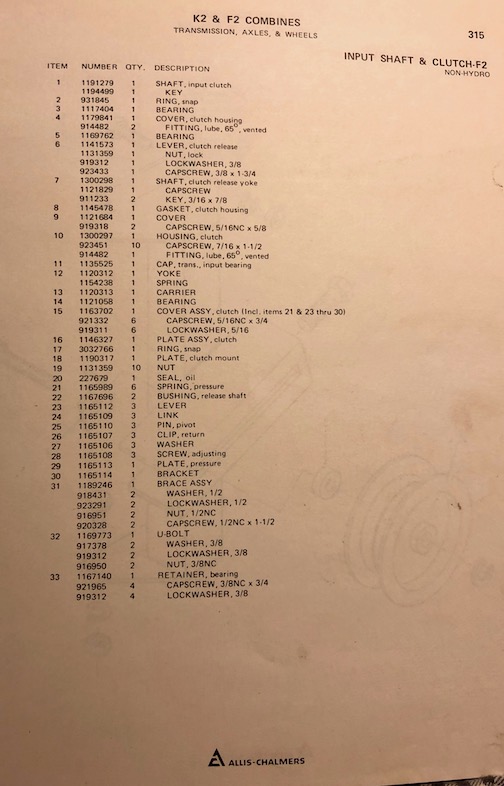 K2 & F2 COMBINES
TRANSMISSION, AXLES, & WHEELS
315
INPUT SHAFT & CLUTCH-F2
NON-HYDRO
ITEM NUMBER QTY. DESCRIPTION
1 1191279 1 SHAFT, input clutch
1194499 1 KEY
2 931845 1 RING, snap
3 1117404 1 BEARING
4 1179841 1 COVER, clutch housing
914482 2 FITTING, lube, 65°, vented
5 1169762 1 BEARING
6 1141573 1 LEVER, clutch release
1131359 1 NUT, lock
919312 1 LOCKWASHER, 3/8
923433 1 CAPSCREW, 3/8 x 1-3/4
7 1300298 1 SHAFT, clutch release yoke
1121829 1 CAPSCREW
911233 2 KEY, 3/16 x 7/8
8 1145478 1 GASKET, clutch housing
9 1121684 1 COVER
919318 2 CAPSCREW, 5/16NC x 5/8
10 1300297 1 HOUSING, clutch
923451 10 CAPSCREW, 7/16 x 1-1/2
914482 1 FITTING, lube, 65°, vented
11 1135525 1 CAP, trans., input bearing
12 1120312 1 YOKE
1154238 1 SPRING
13 1120313 1 CARRIER
14 1121058 1 BEARING
15 1163702 1 COVER ASSY, clutch (Incl. items 21 & 23 thru 30)
921332 6 CAPSCREW, 5/16NC x 3/4
919311 6 LOCKWASHER, 5/16
16 1146327 1 PLATE ASSY, clutch
17 3032766 1 RING, snap
18 1190317 1 PLATE, clutch mount
19 1131359 10 NUT
20 227679 1 SEAL, oil
21 1165989 6 SPRING, pressure
22 1167696 2 BUSHING, release shaft
23 1165112 3 LEVER
24 1165109 3 LINK
25 1165110 3 PIN, pivot
26 1165107 3 CLIP, return
27 1165106 3 WASHER
28 1165108 3 SCREW, adjusting
29 1165113 1 PLATE, pressure
30 1165114 1 BRACKET
31 1189246 1 BRACE ASSY
918431 2 WASHER, 1/2
923291 2 LOCKWASHER, 1/2
916951 2 NUT, 1/2NC
920328 2 CAPSCREW, 1/2NC x 1-1/2
32 1169773 1 U-BOLT
917378 2 WASHER, 3/8
919312 2 LOCKWASHER, 3/8
916950 2 NUT, 3/8NC
33 1167140 1 RETAINER, bearing
921965 4 CAPSCREW, 3/8NC x 3/4
919312 4 LOCKWASHER, 3/8
ALLIS-CHALMERS